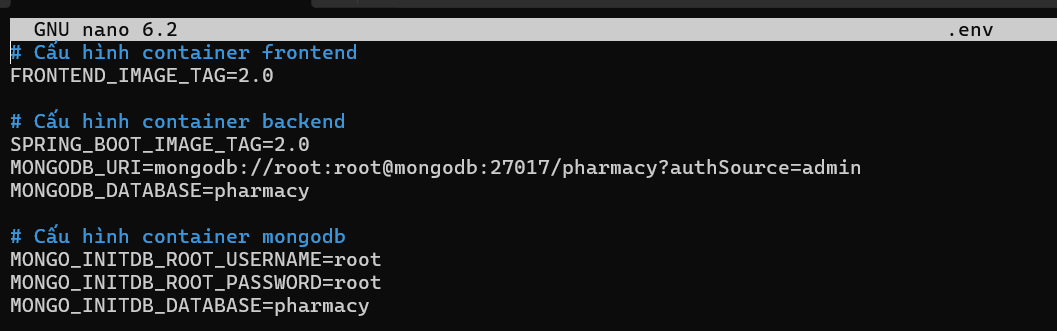 GNU nano 6.2 .env
# Cấu hình container frontend
FRONTEND_IMAGE_TAG=2.0
# Cấu hình container backend
SPRING_BOOT_IMAGE_TAG=2.0
MONGODB_URI=mongodb://root:root@mongodb:27017/pharmacy?authSource=admin
MONGODB_DATABASE=pharmacy
# Cấu hình container mongodb
MONGO_INITDB_ROOT_USERNAME=root
MONGO_INITDB_ROOT_PASSWORD=root
MONGO_INITDB_DATABASE=pharmacy